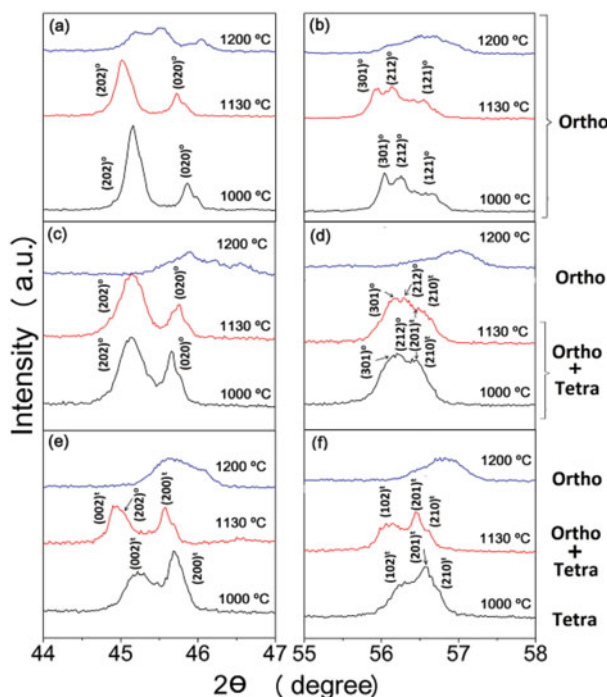 (a)
1200 ºC
(202)º
(020)º
1130 ºC
(202)º
(020)º
1000 ºC
(b)
1200 ºC
(301)º
(212)º
(121)º
1130 ºC
(301)º
(212)º
(121)º
1000 ºC
Ortho
(c)
1200 ºC
(202)º
(020)º
1130 ºC
(202)º
(020)º
1000 ºC
(d)
1200 ºC
Ortho
(301)º
(212)º
(210)ᵗ
1130 ºC
(301)º
(212)º
(201)ᵗ
(210)ᵗ
1000 ºC
Ortho
+
Tetra
(e)
1200 ºC
(002)ᵗ
(202)º
(200)ᵗ
1130 ºC
(002)ᵗ
(200)ᵗ
1000 ºC
(f)
1200 ºC
Ortho
(102)ᵗ
(201)ᵗ
(210)ᵗ
1130 ºC
Ortho
+
Tetra
(102)ᵗ
(201)ᵗ
(210)ᵗ
1000 ºC
Tetra
Intensity (a.u.)
44 45 46 47
55 56 57 58
2Θ (degree)